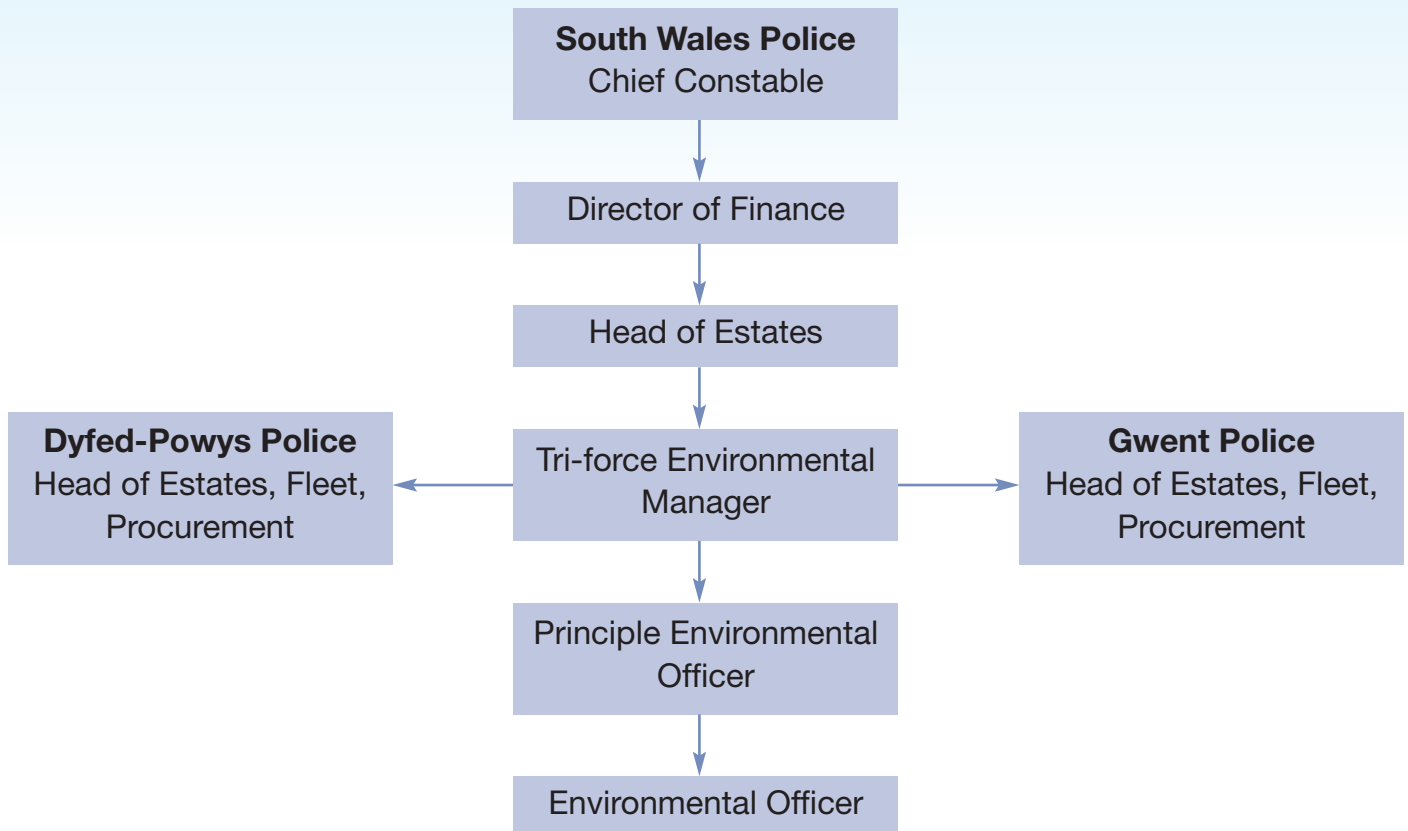 South Wales Police
Chief Constable
Director of Finance
Head of Estates
Dyfed-Powys Police
Head of Estates, Fleet,
Procurement
Tri-force Environmental
Manager
Gwent Police
Head of Estates, Fleet,
Procurement
Principle Environmental
Officer
Environmental Officer